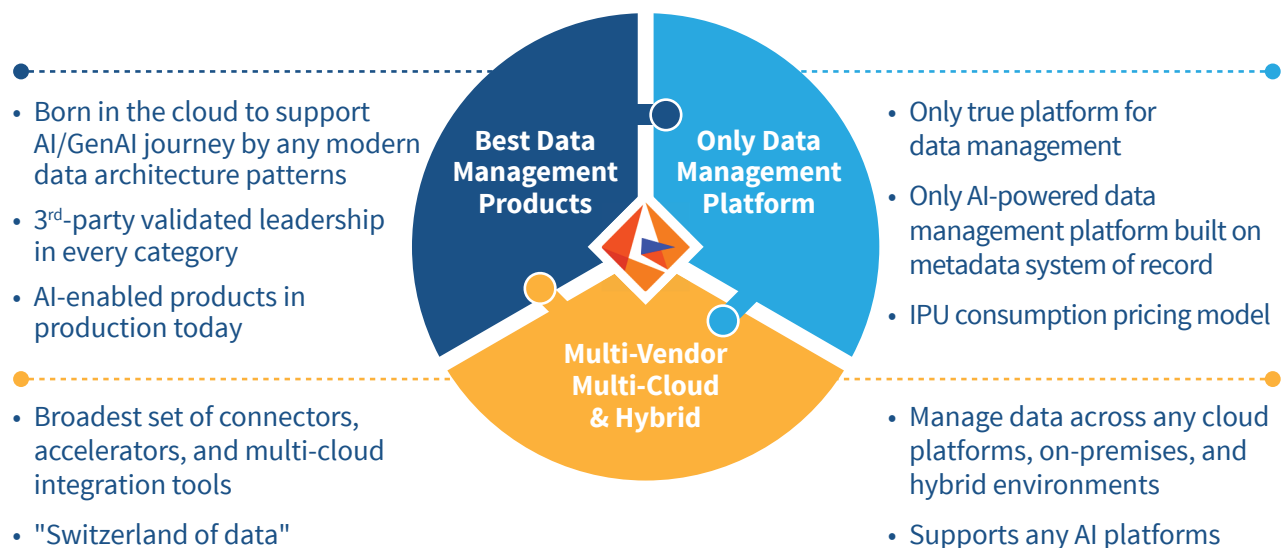 • Born in the cloud to support
AI/GenAI journey by any modern
data architecture patterns
• 3rd-party validated leadership
in every category
• AI-enabled products in
production today
Best Data
Management
Products
Only Data
Management
Platform
• Only true platform for
data management
• Only AI-powered data
management platform built on
metadata system of record
• IPU consumption pricing model
Multi-Vendor
Multi-Cloud
& Hybrid
• Broadest set of connectors,
accelerators, and multi-cloud
integration tools
• "Switzerland of data"
• Manage data across any cloud
platforms, on-premises, and
hybrid environments
• Supports any AI platforms